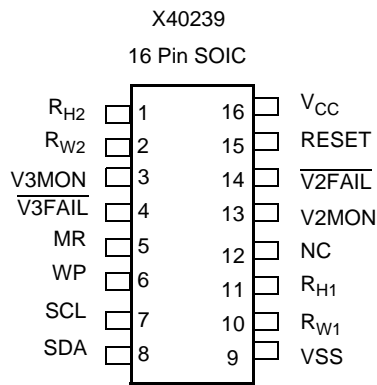 X40239
16 Pin SOIC
RH2 1 16 VCC
RW2 2 15 RESET
V3MON 3 14 V2FAIL
V3FAIL 4 13 V2MON
MR 5 12 NC
WP 6 11 RH1
SCL 7 10 RW1
SDA 8 9 VSS